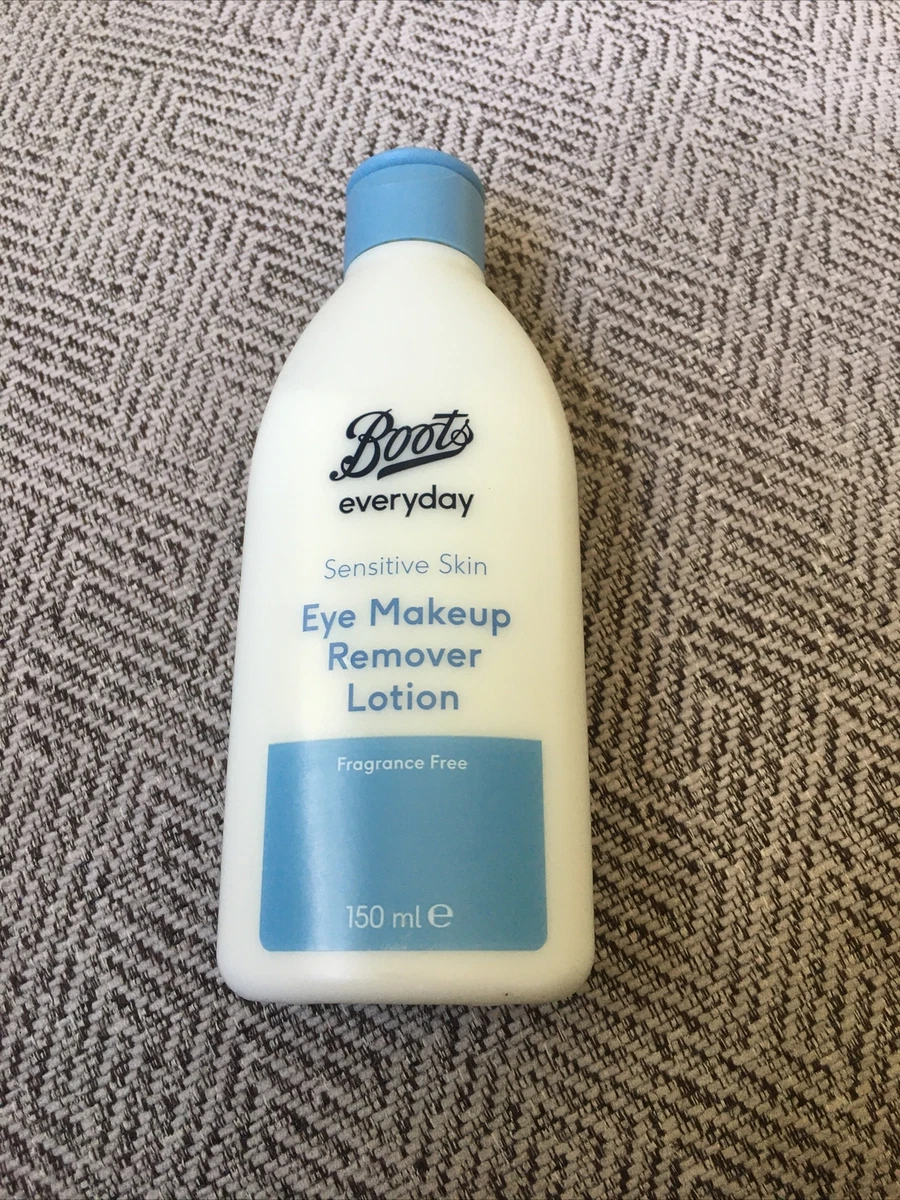 Boots
everyday
Sensitive Skin
Eye Makeup
Remover
Lotion
Fragrance Free
150 ml ℮